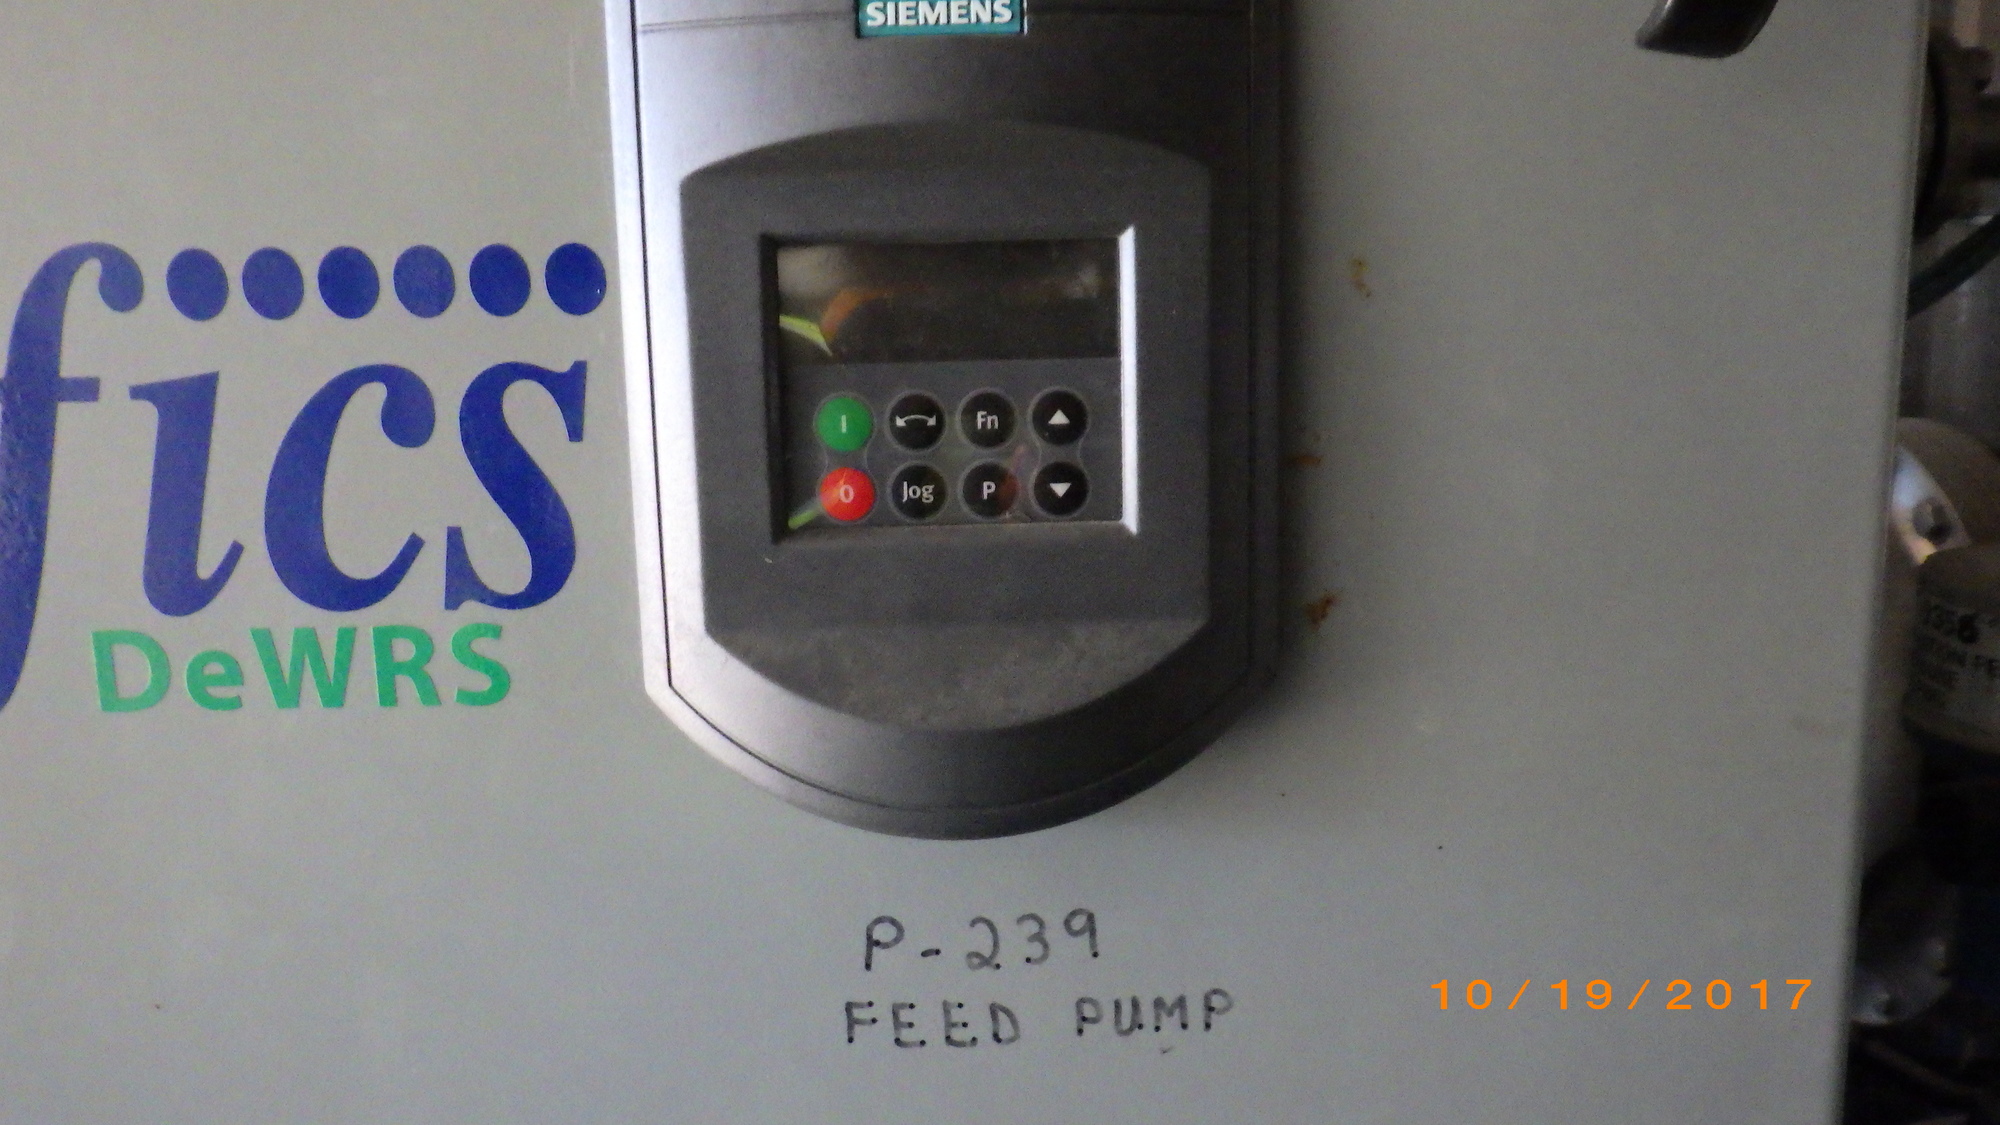 SIEMENS
I Fn
0 Jog P
fics
DeWRS
P-239
FEED PUMP
10/19/2017